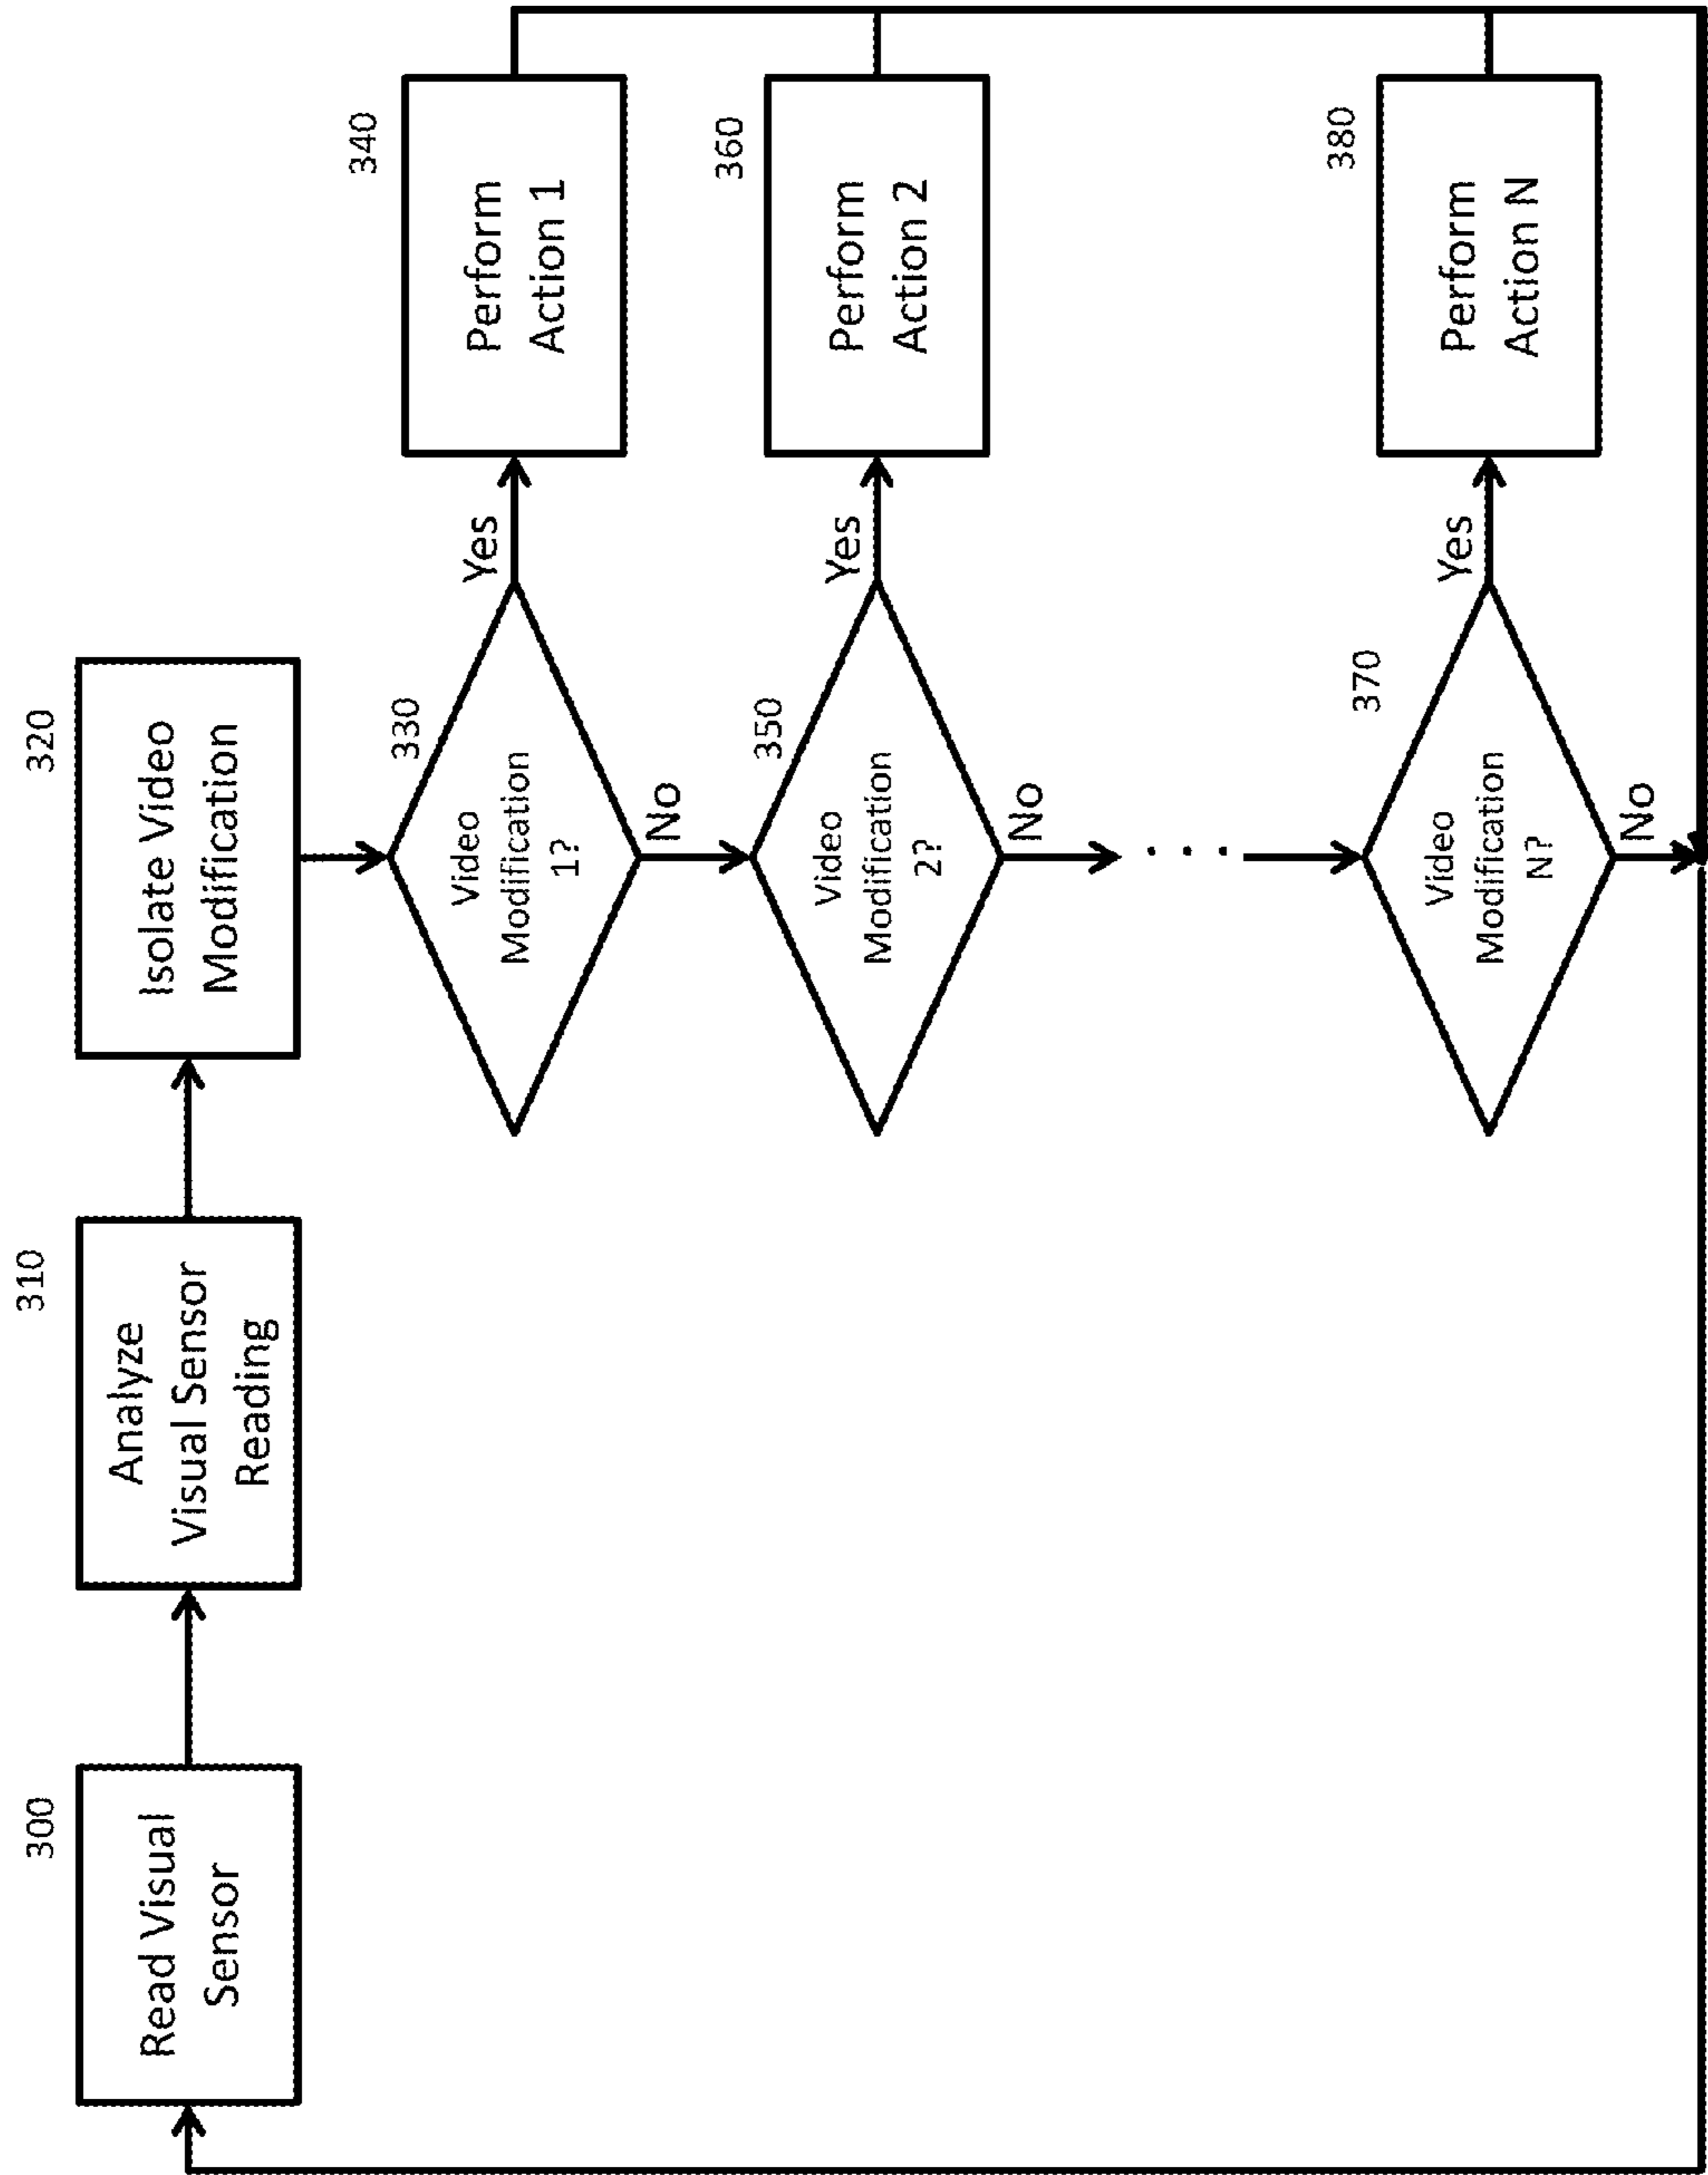 300
Read Visual
Sensor
310
Analyze
Visual Sensor
Reading
320
Isolate Video
Modification
330
Video
Modification
1?
Yes
No
340
Perform
Action 1
350
Video
Modification
2?
Yes
No
360
Perform
Action 2
. . .
370
Video
Modification
N?
Yes
No
380
Perform
Action N